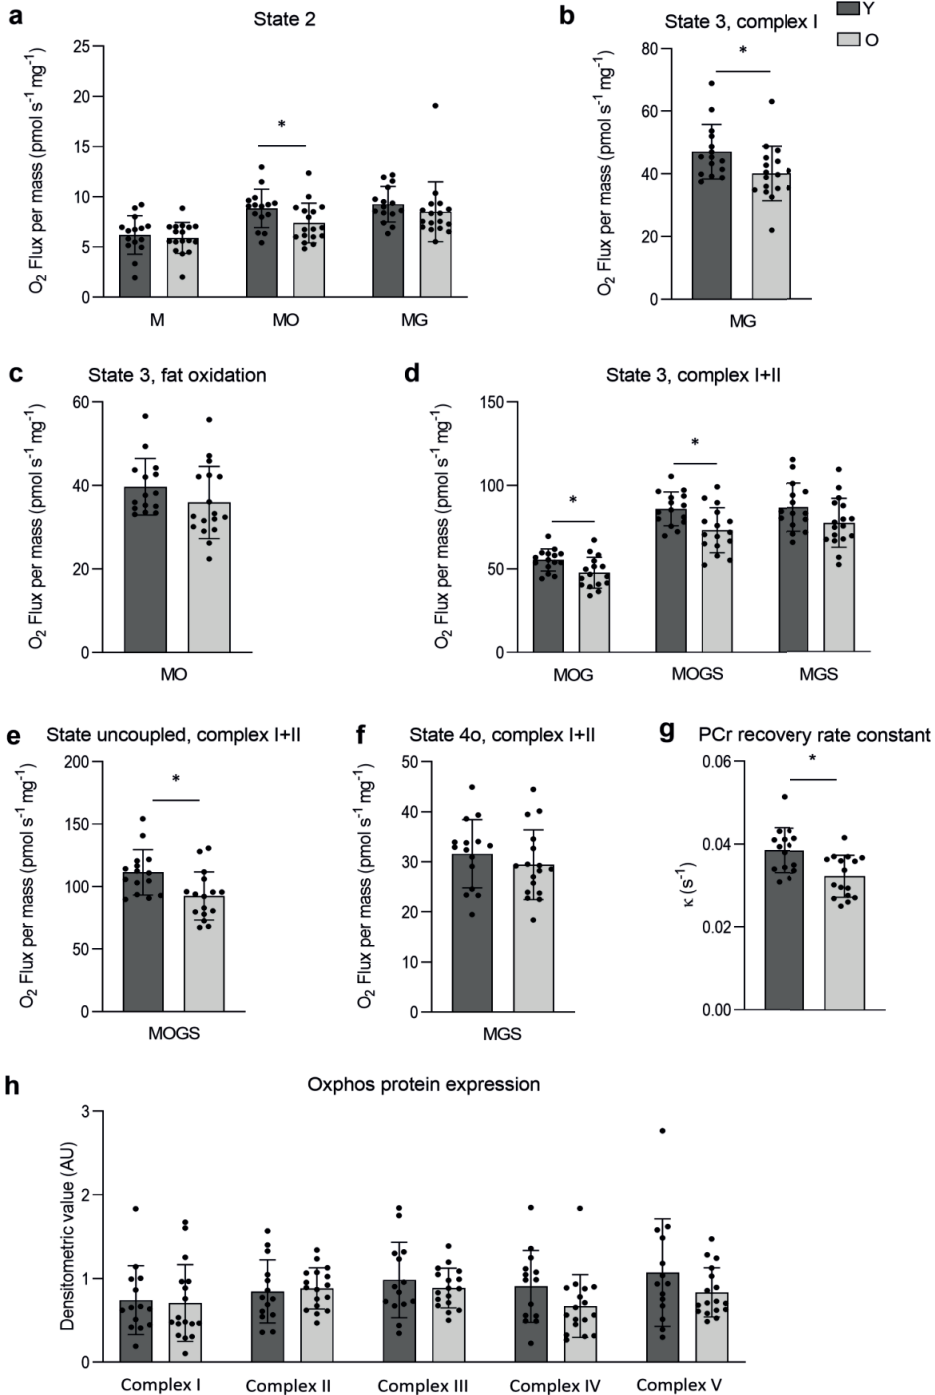 a
State 2
O₂ Flux per mass (pmol s⁻¹ mg⁻¹)
25
20
15
10
5
0
*
M
MO
MG
b
State 3, complex I
Y
O
O₂ Flux per mass (pmol s⁻¹ mg⁻¹)
80
60
40
20
0
*
MG
c
State 3, fat oxidation
O₂ Flux per mass (pmol s⁻¹ mg⁻¹)
60
40
20
0
MO
d
State 3, complex I+II
O₂ Flux per mass (pmol s⁻¹ mg⁻¹)
150
100
50
0
*
*
MOG
MOGS
MGS
e
State uncoupled, complex I+II
O₂ Flux per mass (pmol s⁻¹ mg⁻¹)
200
150
100
50
0
*
MOGS
f
State 4o, complex I+II
O₂ Flux per mass (pmol s⁻¹ mg⁻¹)
50
40
30
20
10
0
MGS
g
PCr recovery rate constant
κ (s⁻¹)
0.06
0.04
0.02
0.00
*
h
Oxphos protein expression
Densitometric value (AU)
3
2
1
0
Complex I
Complex II
Complex III
Complex IV
Complex V